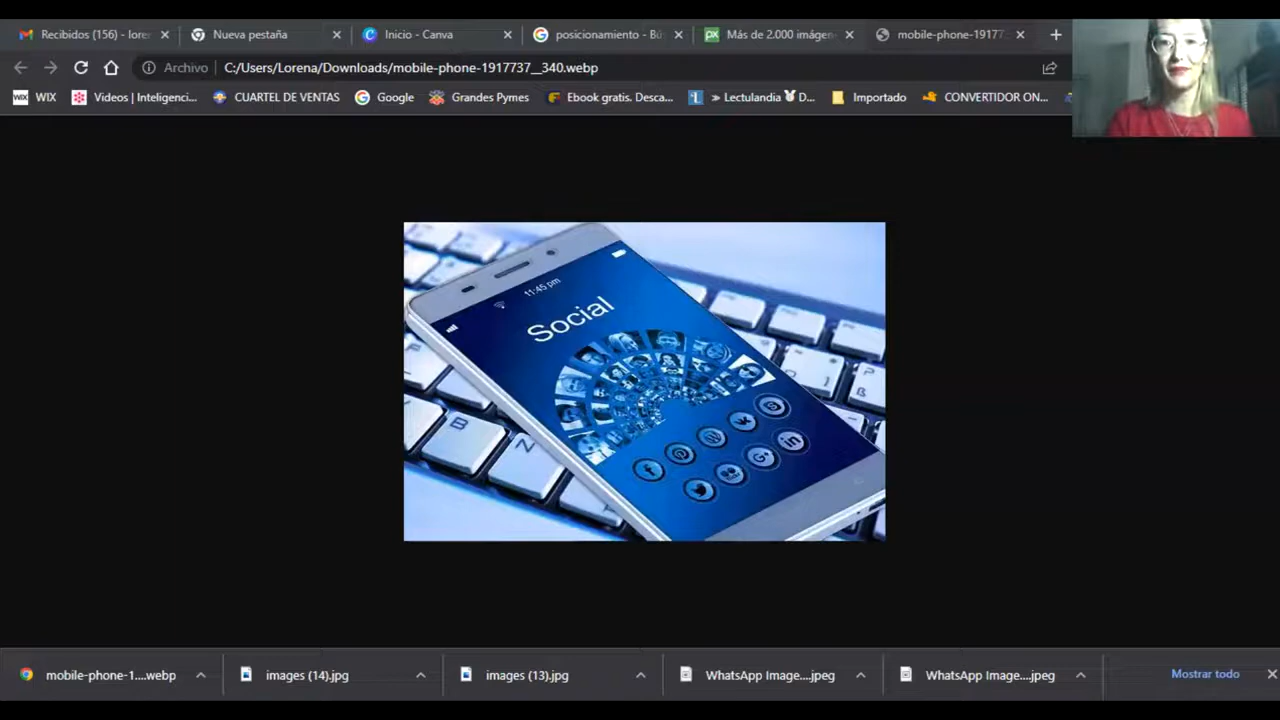 Recibidos (156) - lorer
Nueva pestaña
Inicio - Canva
posicionamiento - Bú
Más de 2.000 imágen
mobile-phone-19177
Archivo
C:/Users/Lorena/Downloads/mobile-phone-1917737__340.webp
WIX WIX
Videos | Inteligenci...
CUARTEL DE VENTAS
Google
Grandes Pymes
Ebook gratis. Desca...
» Lectulandia D...
Importado
CONVERTIDOR ON...
11:45 pm
Social
B
N
mobile-phone-1....webp
images (14).jpg
images (13).jpg
WhatsApp Image....jpeg
WhatsApp Image....jpeg
Mostrar todo